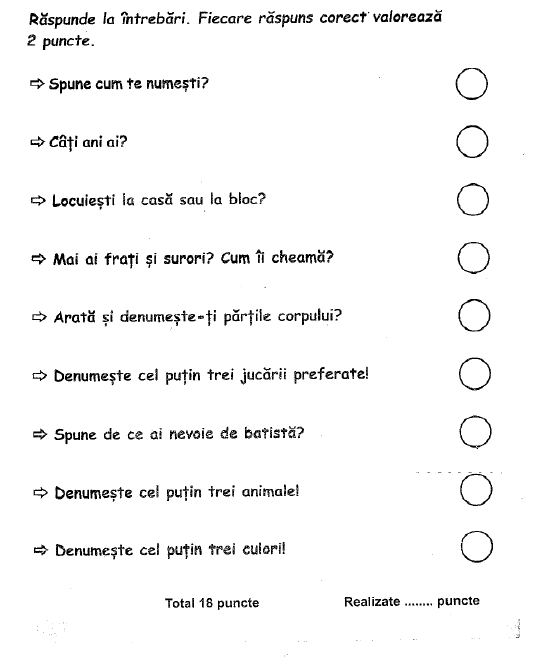 Răspunde la întrebări. Fiecare răspuns corect valorează
2 puncte.
⇨ Spune cum te numești?
⇨ Câți ani ai?
⇨ Locuiești la casă sau la bloc?
⇨ Mai ai frați și surori? Cum îi cheamă?
⇨ Arată și denumește-ți părțile corpului?
⇨ Denumește cel puțin trei jucării preferate!
⇨ Spune de ce ai nevoie de batistă?
⇨ Denumește cel puțin trei animale!
⇨ Denumește cel puțin trei culori!
Total 18 puncte Realizate ........ puncte